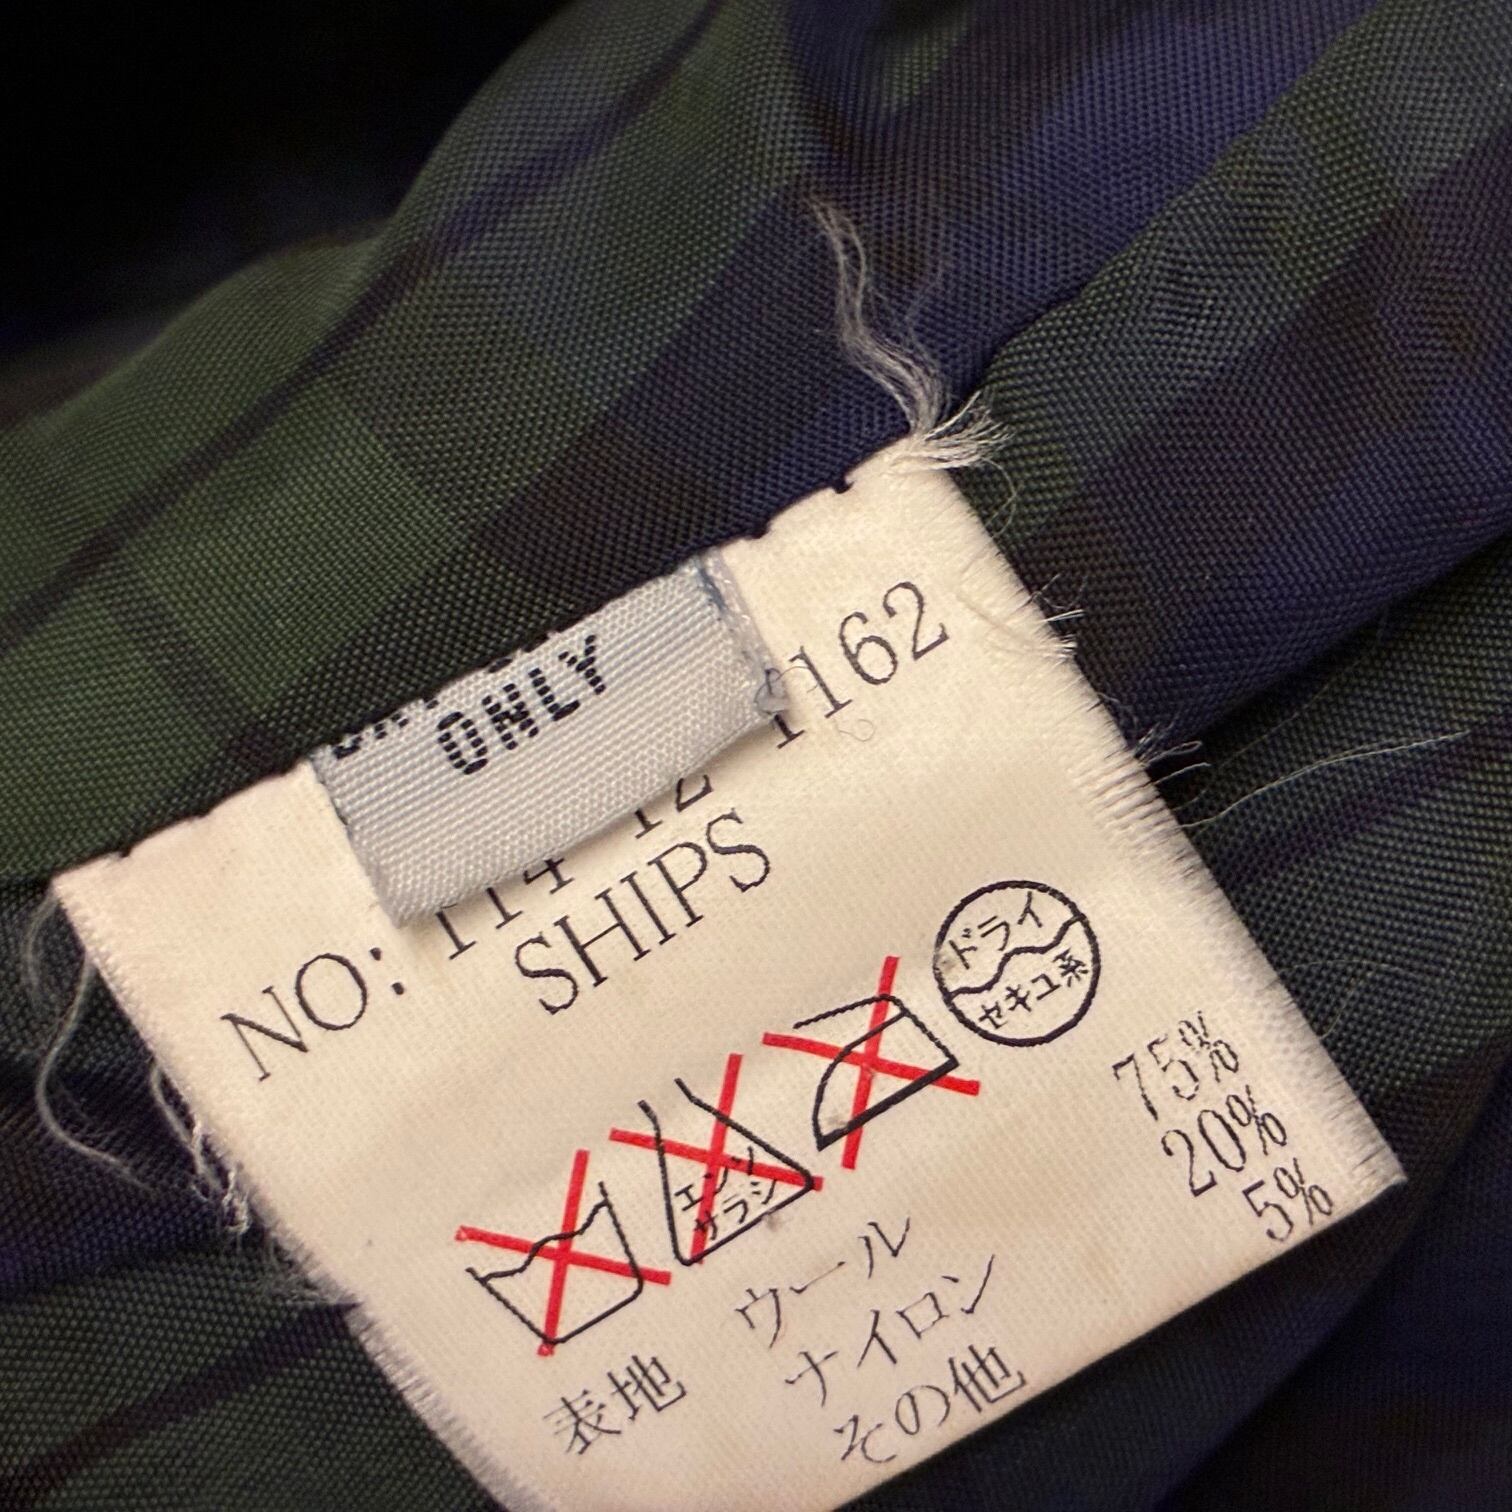 ONLY
NO: 114-12-1162
SHIPS
ドライ
セキユ系
エンソ
サラシ
表地 ウール 75%
ナイロン 20%
その他 5%